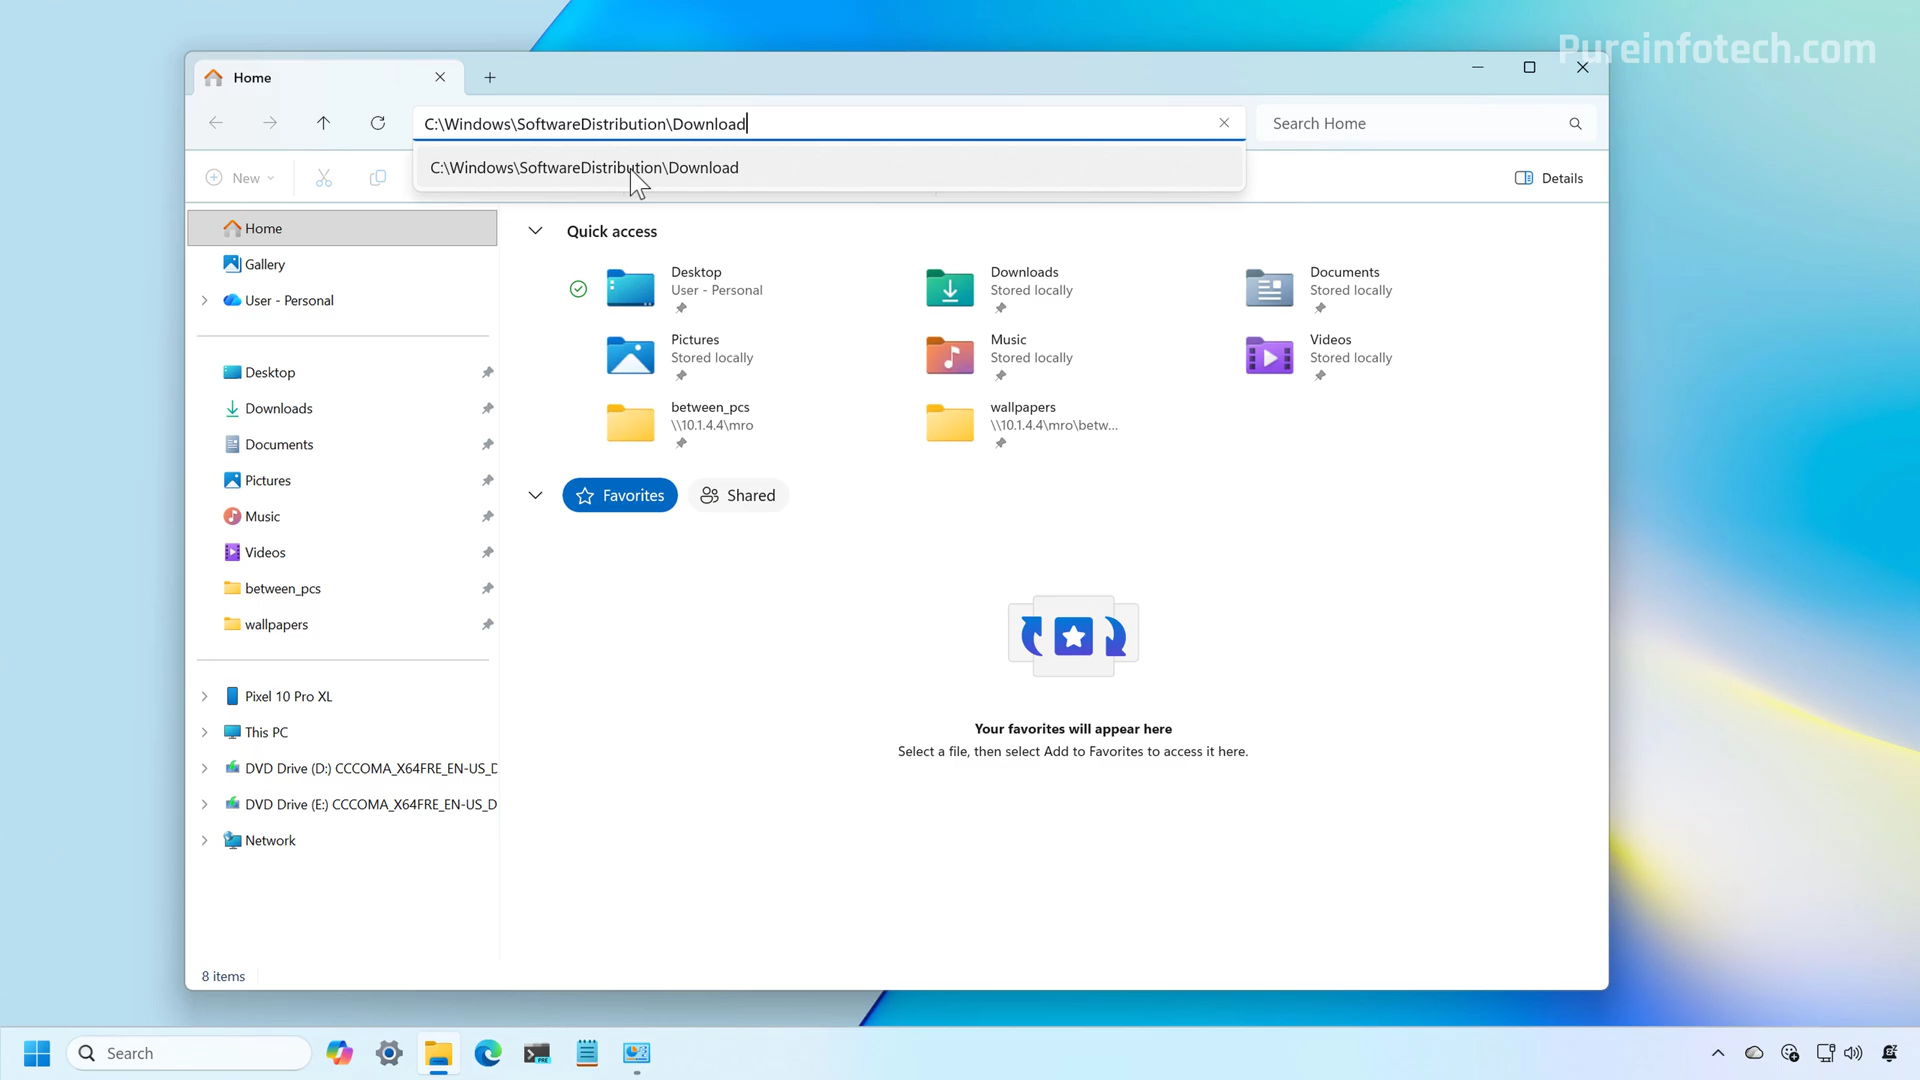 Pureinfotech.com
Home
C:\Windows\SoftwareDistribution\Download
Search Home
C:\Windows\SoftwareDistribution\Download
New
Details
Home
Gallery
User - Personal
Desktop
Downloads
Documents
Pictures
Music
Videos
between_pcs
wallpapers
Pixel 10 Pro XL
This PC
DVD Drive (D:) CCCOMA_X64FRE_EN-US_D
DVD Drive (E:) CCCOMA_X64FRE_EN-US_D
Network
Quick access
Desktop
User - Personal
Downloads
Stored locally
Documents
Stored locally
Pictures
Stored locally
Music
Stored locally
Videos
Stored locally
between_pcs
\\10.1.4.4\mro
wallpapers
\\10.1.4.4\mro\betw...
Favorites
Shared
Your favorites will appear here
Select a file, then select Add to Favorites to access it here.
8 items
Search
PRE